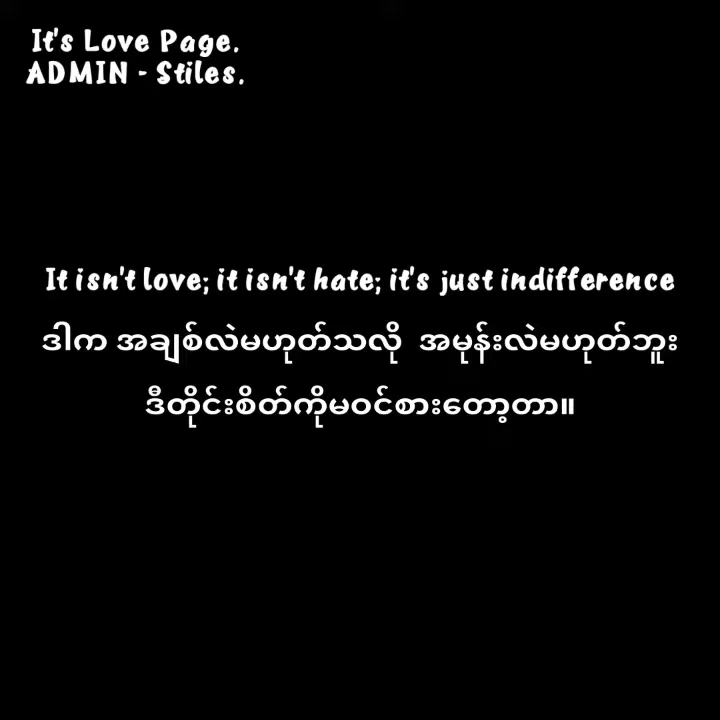 It's Love Page.
ADMIN - Stiles.
It isn't love; it isn't hate; it's just indifference
ဒါက အချစ်လဲမဟုတ်သလို အမုန်းလဲမဟုတ်ဘူး
ဒီတိုင်းစိတ်ကိုမဝင်စားတော့တာ။